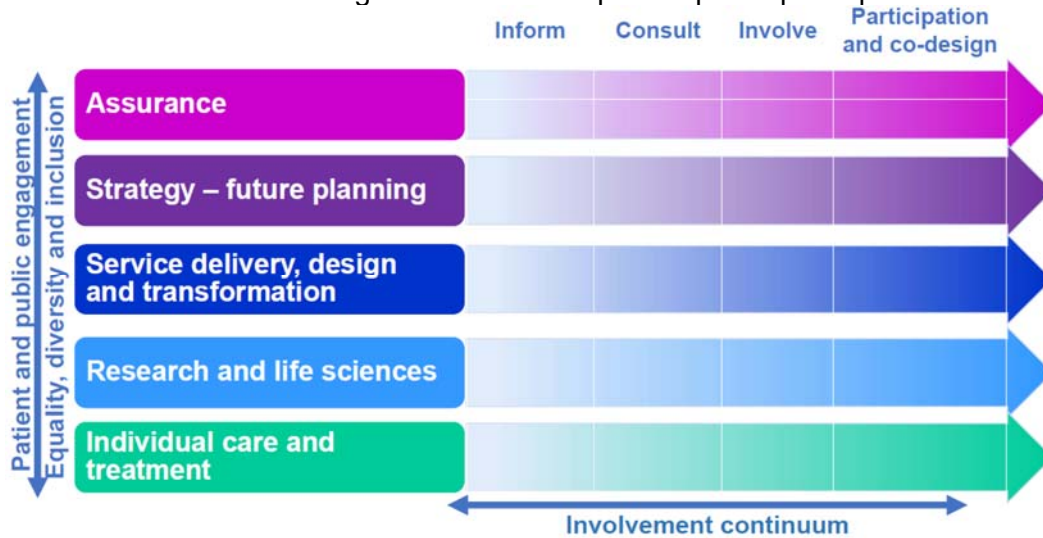 Inform
Consult
Involve
Participation
and co-design
Patient and public engagement
Equality, diversity and inclusion
Assurance
Strategy – future planning
Service delivery, design
and transformation
Research and life sciences
Individual care and
treatment
Involvement continuum